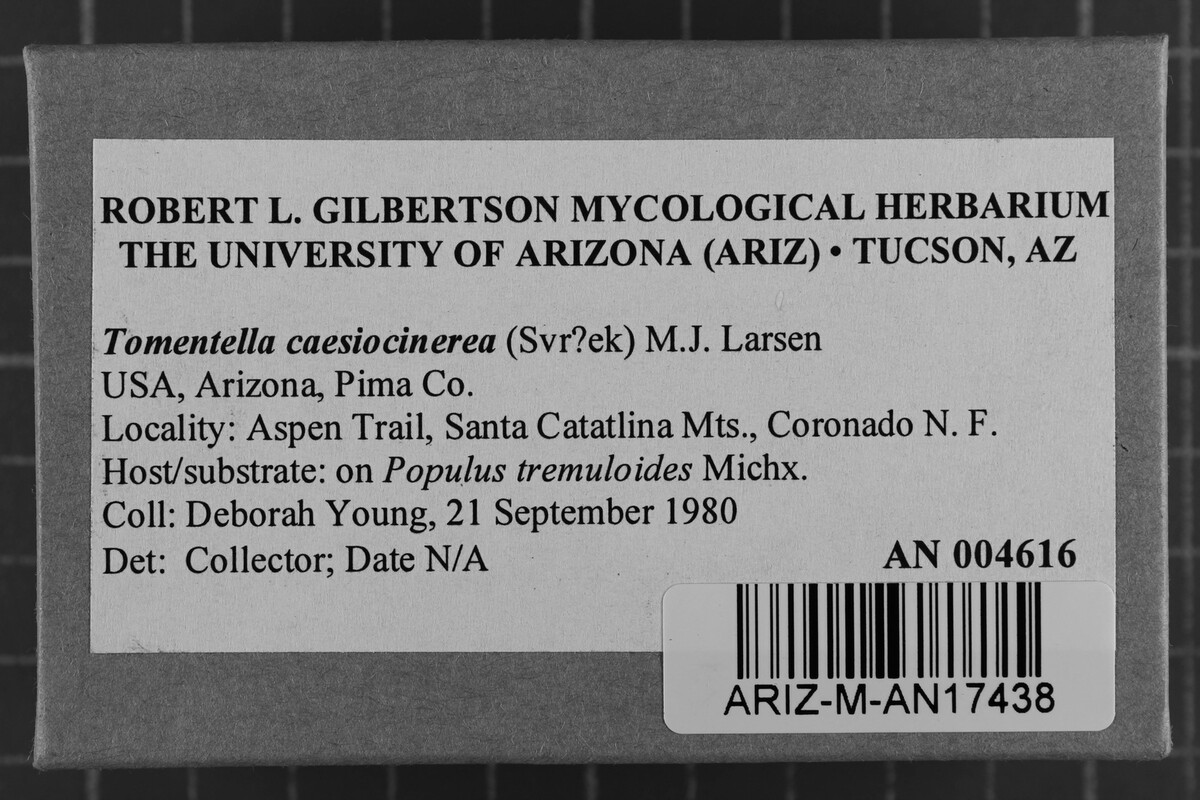 ROBERT L. GILBERTSON MYCOLOGICAL HERBARIUM
THE UNIVERSITY OF ARIZONA (ARIZ) • TUCSON, AZ
Tomentella caesiocinerea (Svr?ek) M.J. Larsen
USA, Arizona, Pima Co.
Locality: Aspen Trail, Santa Catatlina Mts., Coronado N. F.
Host/substrate: on Populus tremuloides Michx.
Coll: Deborah Young, 21 September 1980
Det: Collector; Date N/A
AN 004616
ARIZ-M-AN17438